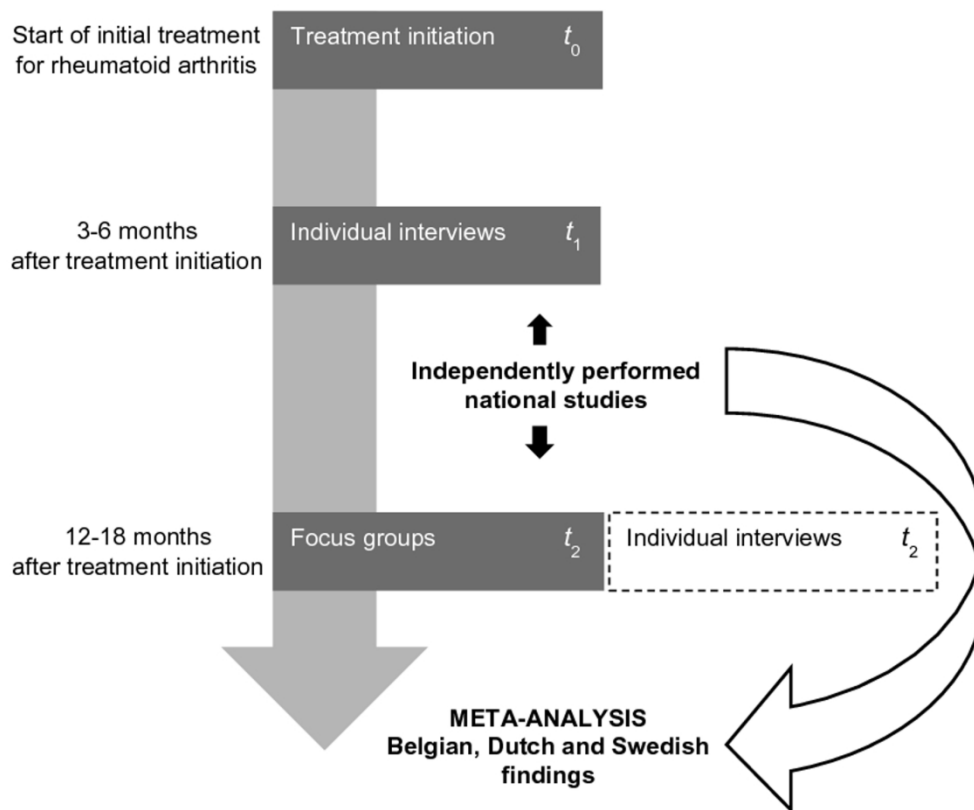 Start of initial treatment
for rheumatoid arthritis
Treatment initiation t0
3-6 months
after treatment initiation
Individual interviews t1
Independently performed
national studies
12-18 months
after treatment initiation
Focus groups t2
Individual interviews t2
META-ANALYSIS
Belgian, Dutch and Swedish
findings